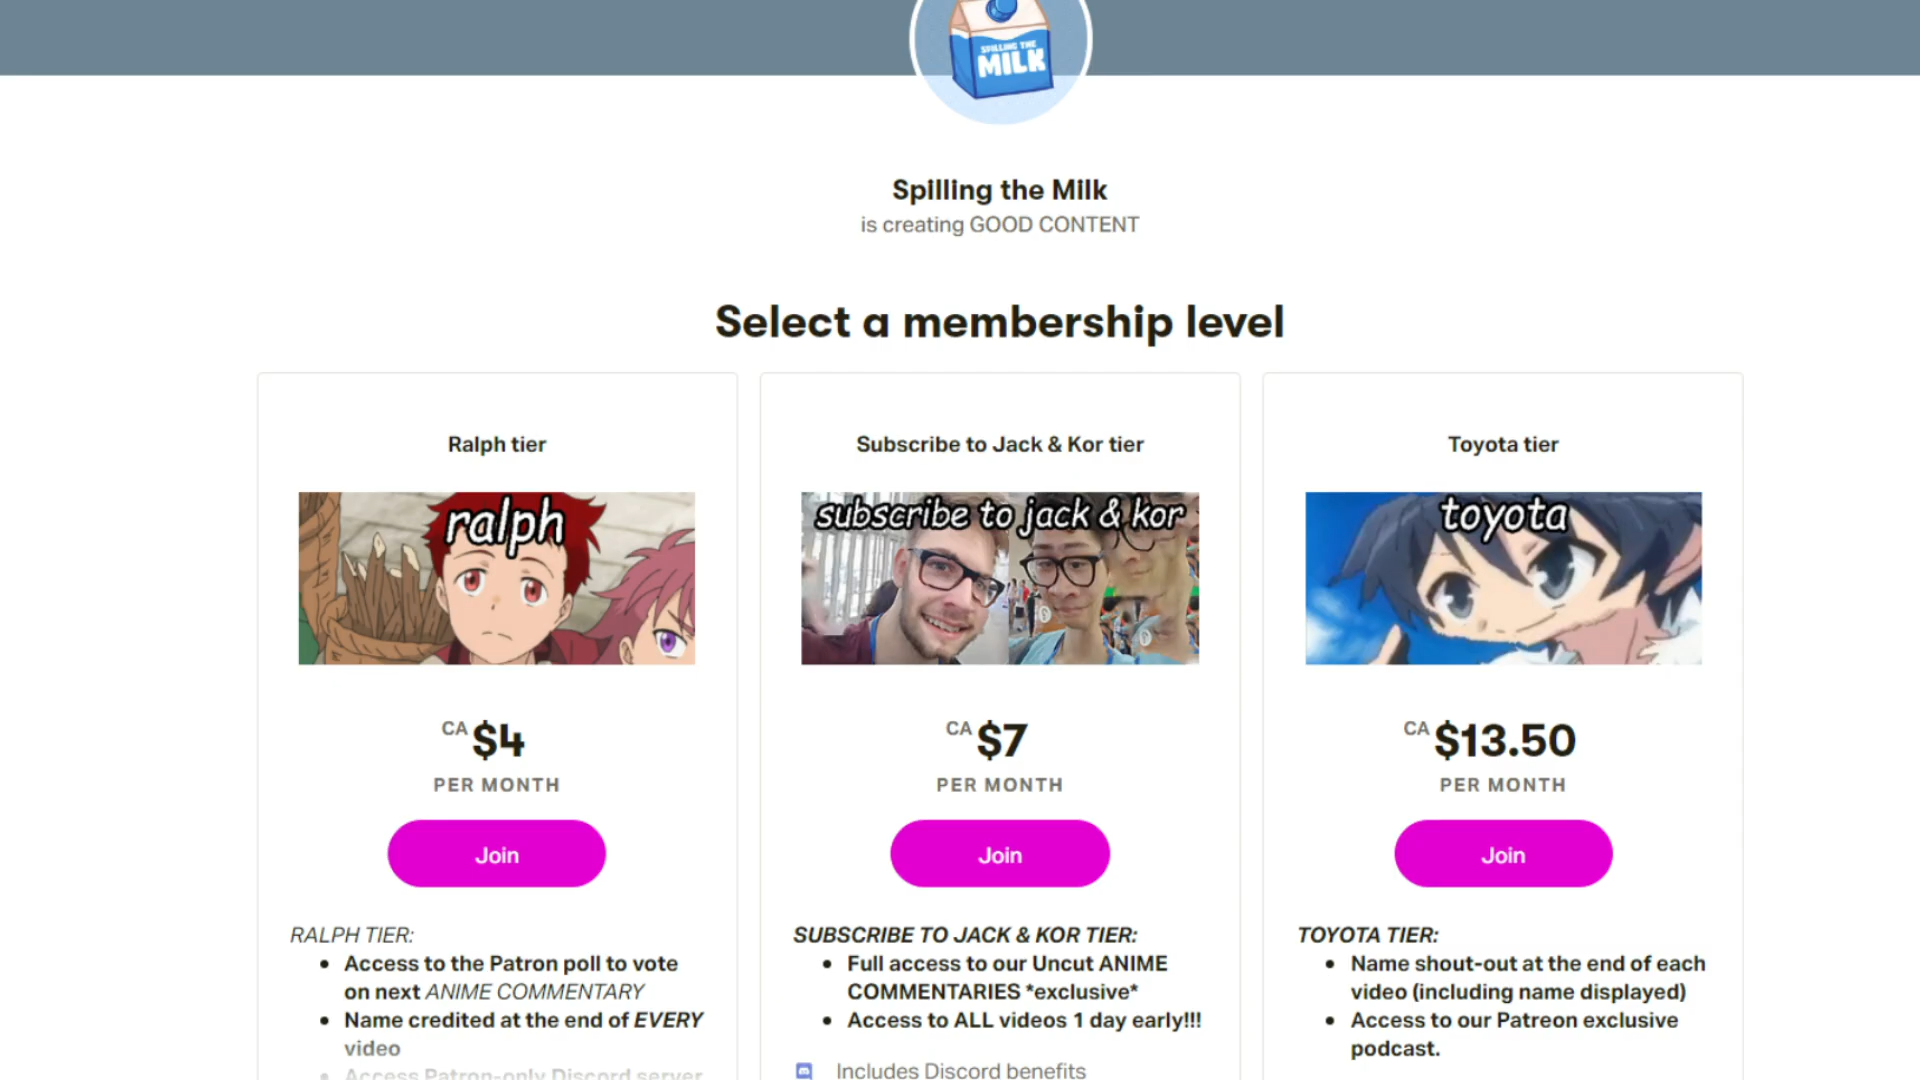 SPILLING THE
MILK
Spilling the Milk
is creating GOOD CONTENT
Select a membership level
Ralph tier
ralph
CA $4
PER MONTH
Join
RALPH TIER:
• Access to the Patron poll to vote
on next ANIME COMMENTARY
• Name credited at the end of EVERY
video
• Access Patron-only Discord server
Subscribe to Jack & Kor tier
subscribe to jack & kor
CA $7
PER MONTH
Join
SUBSCRIBE TO JACK & KOR TIER:
• Full access to our Uncut ANIME
COMMENTARIES *exclusive*
• Access to ALL videos 1 day early!!!
Includes Discord benefits
Toyota tier
toyota
CA $13.50
PER MONTH
Join
TOYOTA TIER:
• Name shout-out at the end of each
video (including name displayed)
• Access to our Patreon exclusive
podcast.